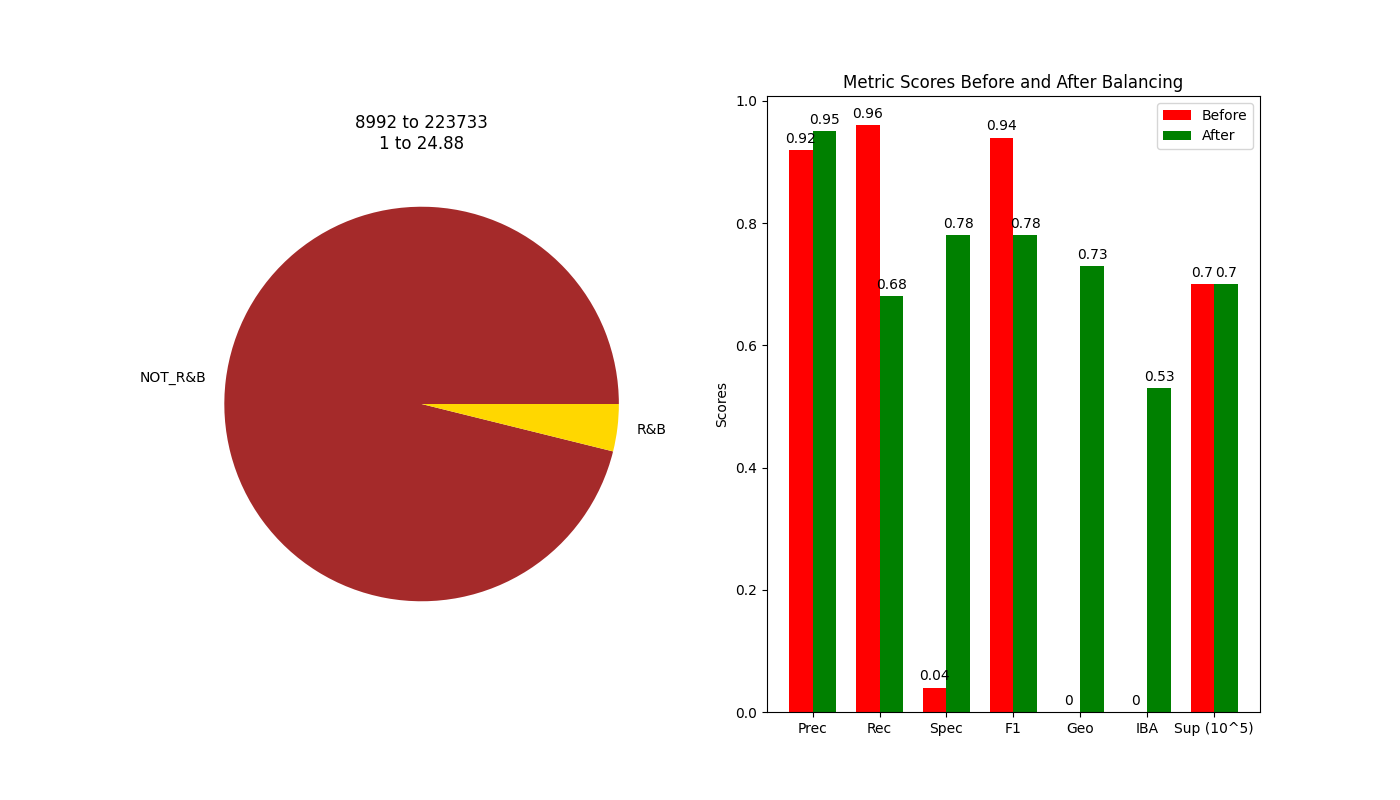 8992 to 223733
1 to 24.88
NOT_R&B
R&B
Metric Scores Before and After Balancing
Before
After
Scores
1.0
0.8
0.6
0.4
0.2
0.0
0.92
0.95
0.96
0.68
0.04
0.78
0.94
0.78
0
0.73
0
0.53
0.7
0.7
Prec
Rec
Spec
F1
Geo
IBA
Sup (10^5)